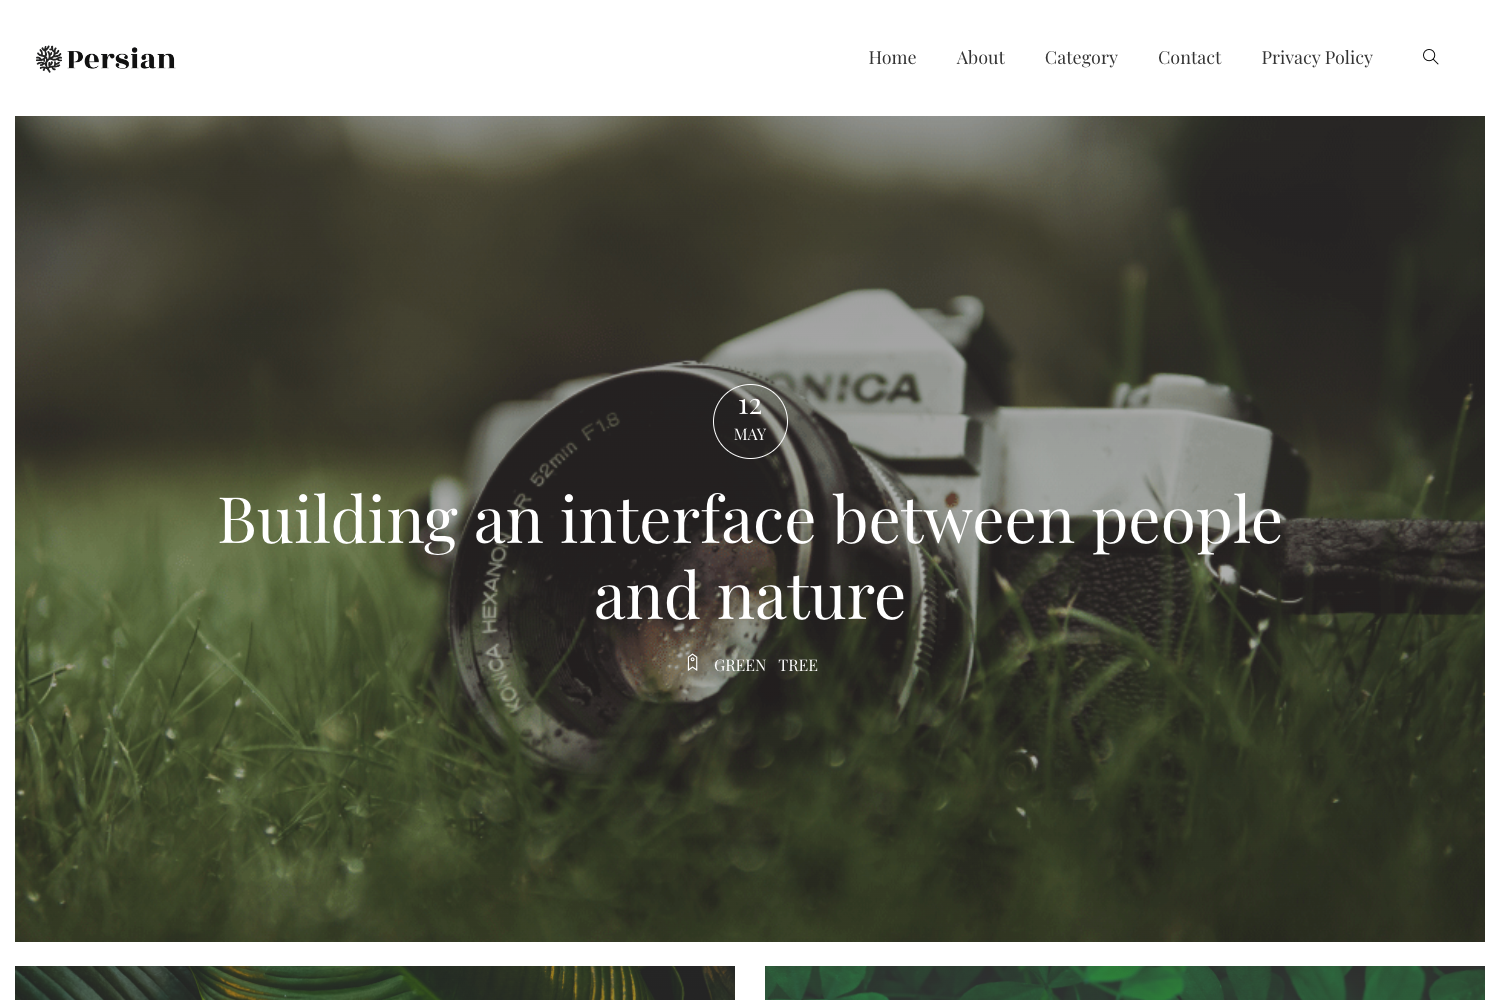 Persian
Home About Category Contact Privacy Policy
ONICA
12
MAY
52mm F1.8
R
KONICA HEXANON
Building an interface between people
and nature
GREEN TREE